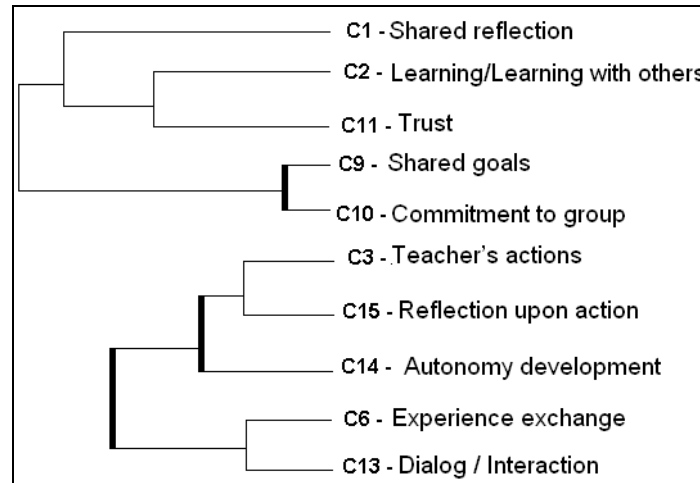 C1 - Shared reflection
C2 - Learning/Learning with others
C11 - Trust
C9 - Shared goals
C10 - Commitment to group
C3 - Teacher's actions
C15 - Reflection upon action
C14 - Autonomy development
C6 - Experience exchange
C13 - Dialog / Interaction